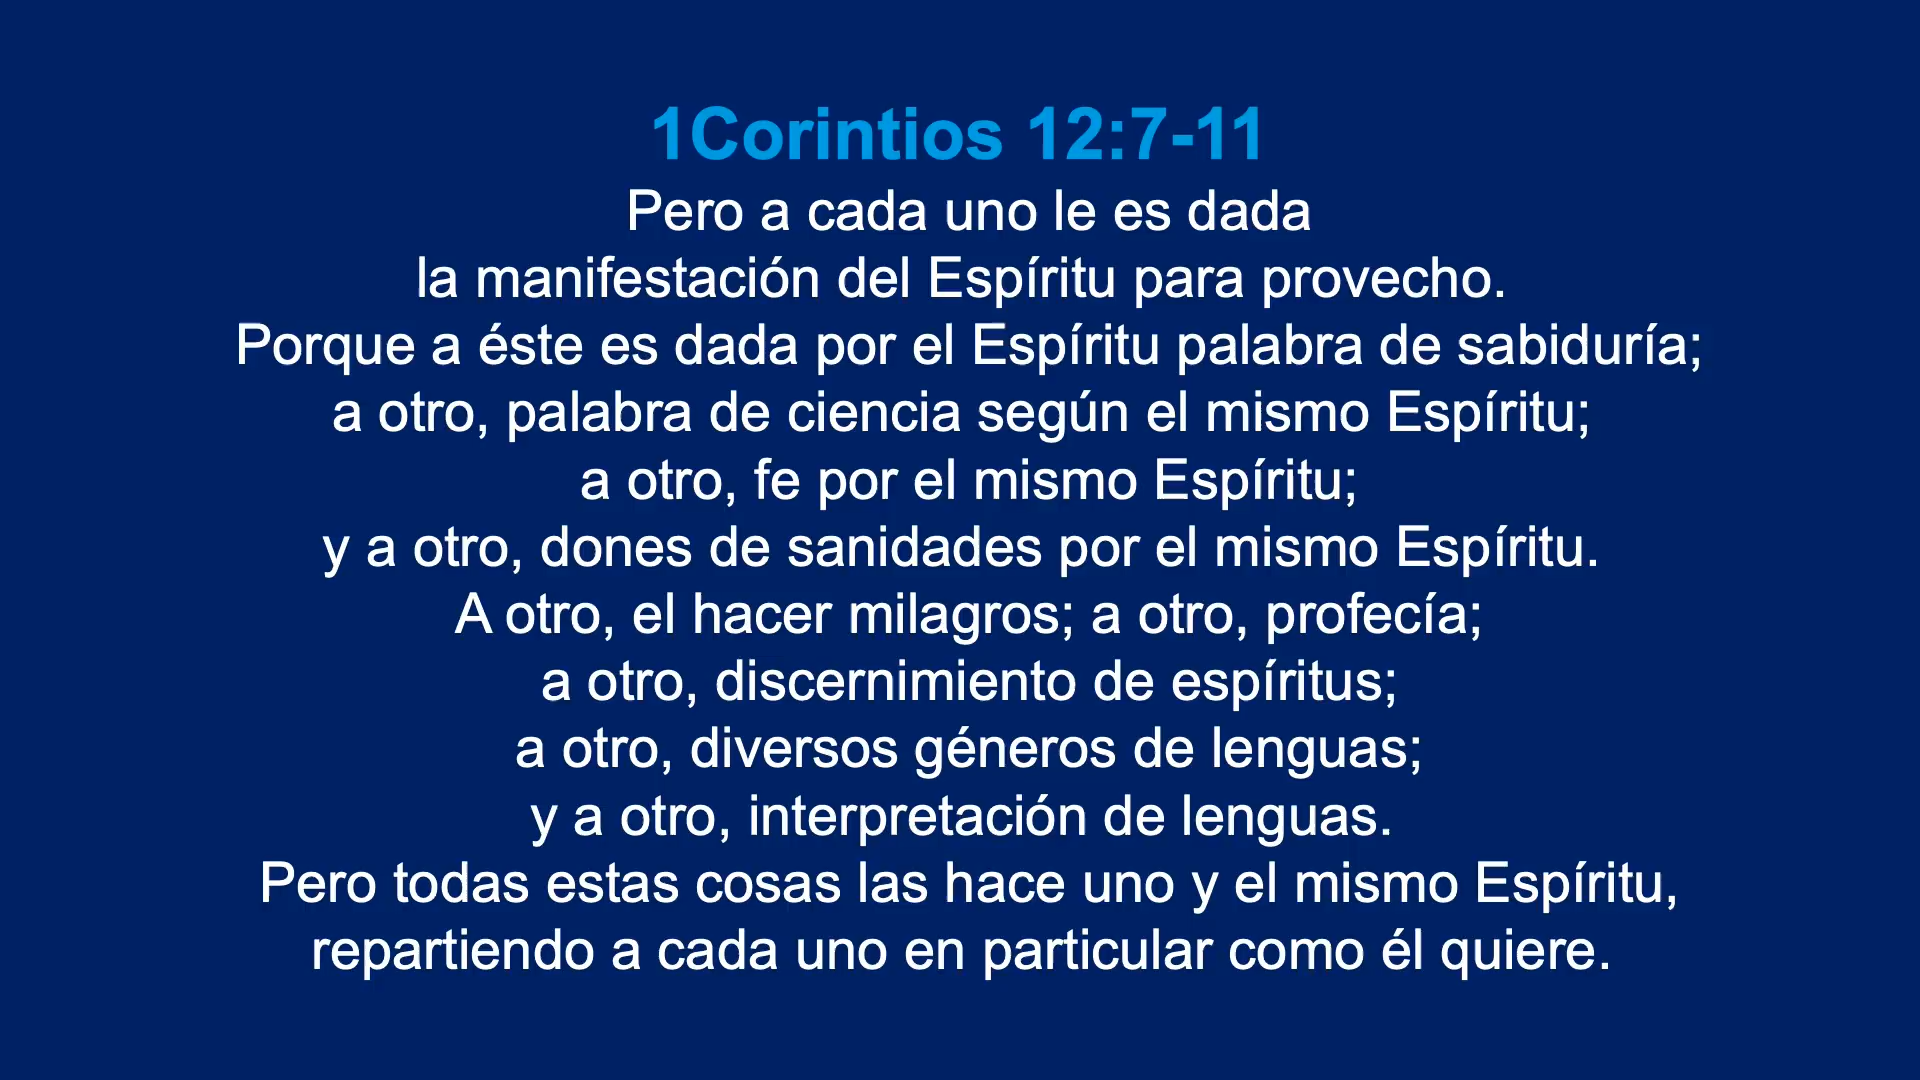 1Corintios 12:7-11
Pero a cada uno le es dada
la manifestación del Espíritu para provecho.
Porque a éste es dada por el Espíritu palabra de sabiduría;
a otro, palabra de ciencia según el mismo Espíritu;
a otro, fe por el mismo Espíritu;
y a otro, dones de sanidades por el mismo Espíritu.
A otro, el hacer milagros; a otro, profecía;
a otro, discernimiento de espíritus;
a otro, diversos géneros de lenguas;
y a otro, interpretación de lenguas.
Pero todas estas cosas las hace uno y el mismo Espíritu,
repartiendo a cada uno en particular como él quiere.